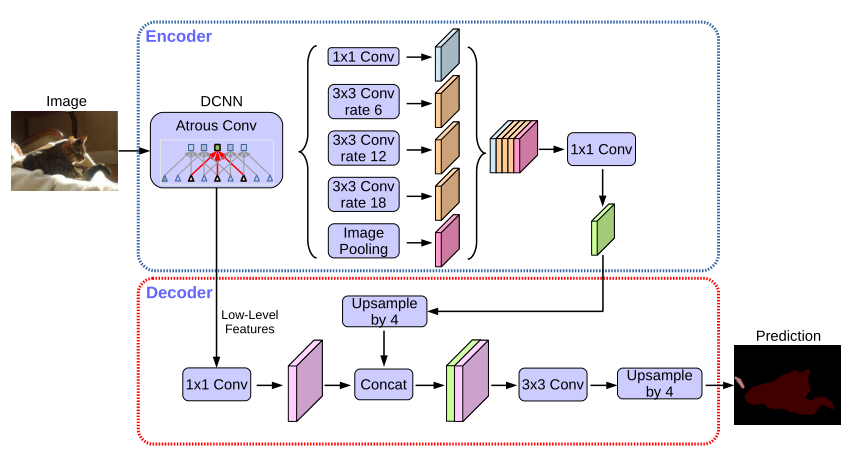 Encoder
Image
DCNN
Atrous Conv
1x1 Conv
3x3 Conv
rate 6
3x3 Conv
rate 12
3x3 Conv
rate 18
Image
Pooling
1x1 Conv
Decoder
Low-Level
Features
Upsample
by 4
1x1 Conv
Concat
3x3 Conv
Upsample
by 4
Prediction